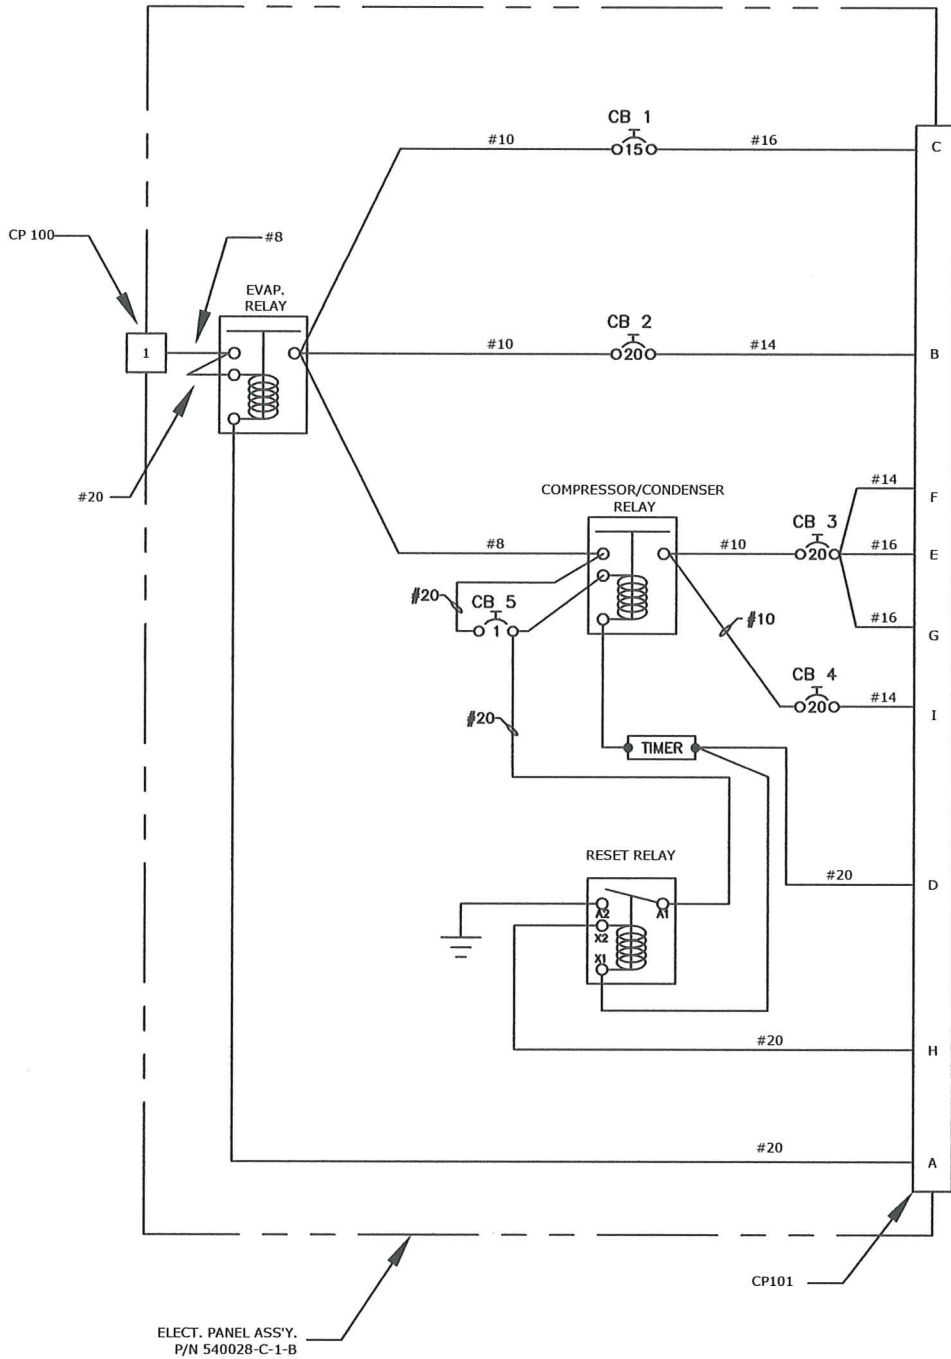 CB 1
#10
15
#16
C
CP 100
#8
EVAP.
RELAY
CB 2
1
#10
20
#14
B
#20
COMPRESSOR/CONDENSER
RELAY
#14
F
CB 3
#8
#10
20
#16
E
#20
CB 5
1
#10
#16
G
CB 4
20
#14
I
#20
TIMER
RESET RELAY
#20
D
A2
A1
X2
X1
#20
H
#20
A
CP101
ELECT. PANEL ASS'Y.
P/N 540028-C-1-B